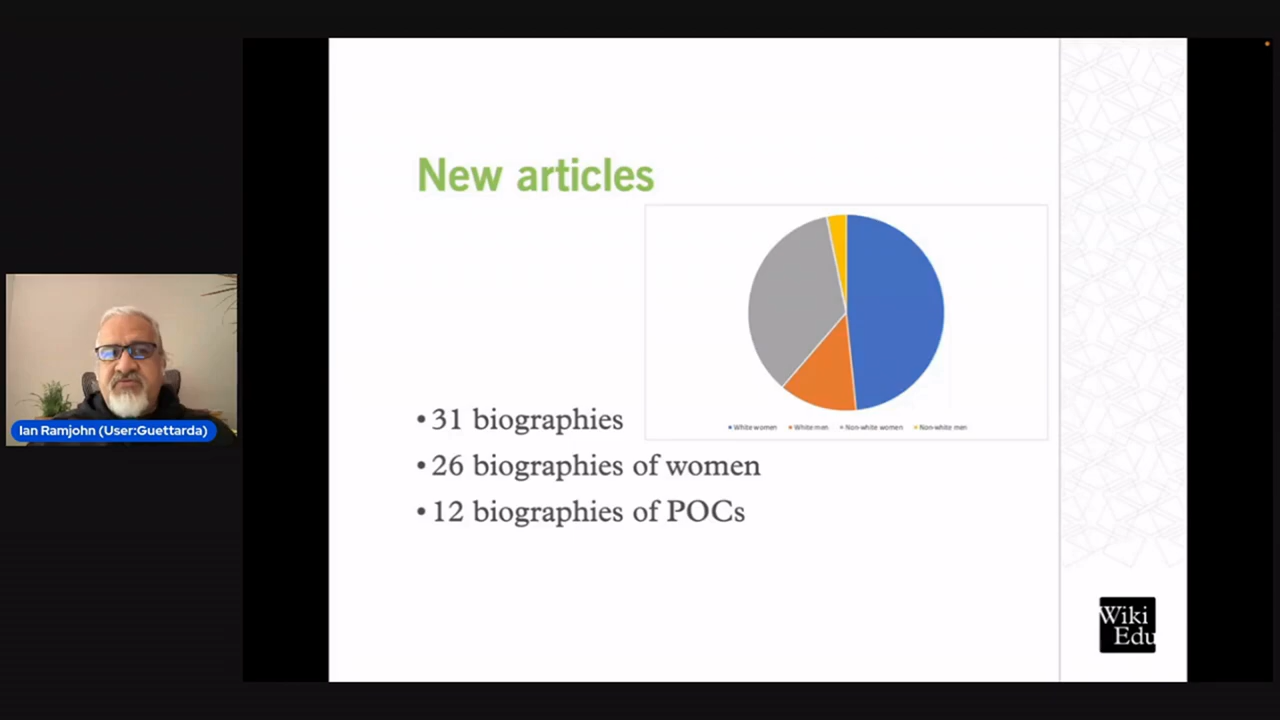 New articles
White women White men Non-white women Non-white men
• 31 biographies
• 26 biographies of women
• 12 biographies of POCs
Ian Ramjohn (User:Guettarda)
Wiki
Edu